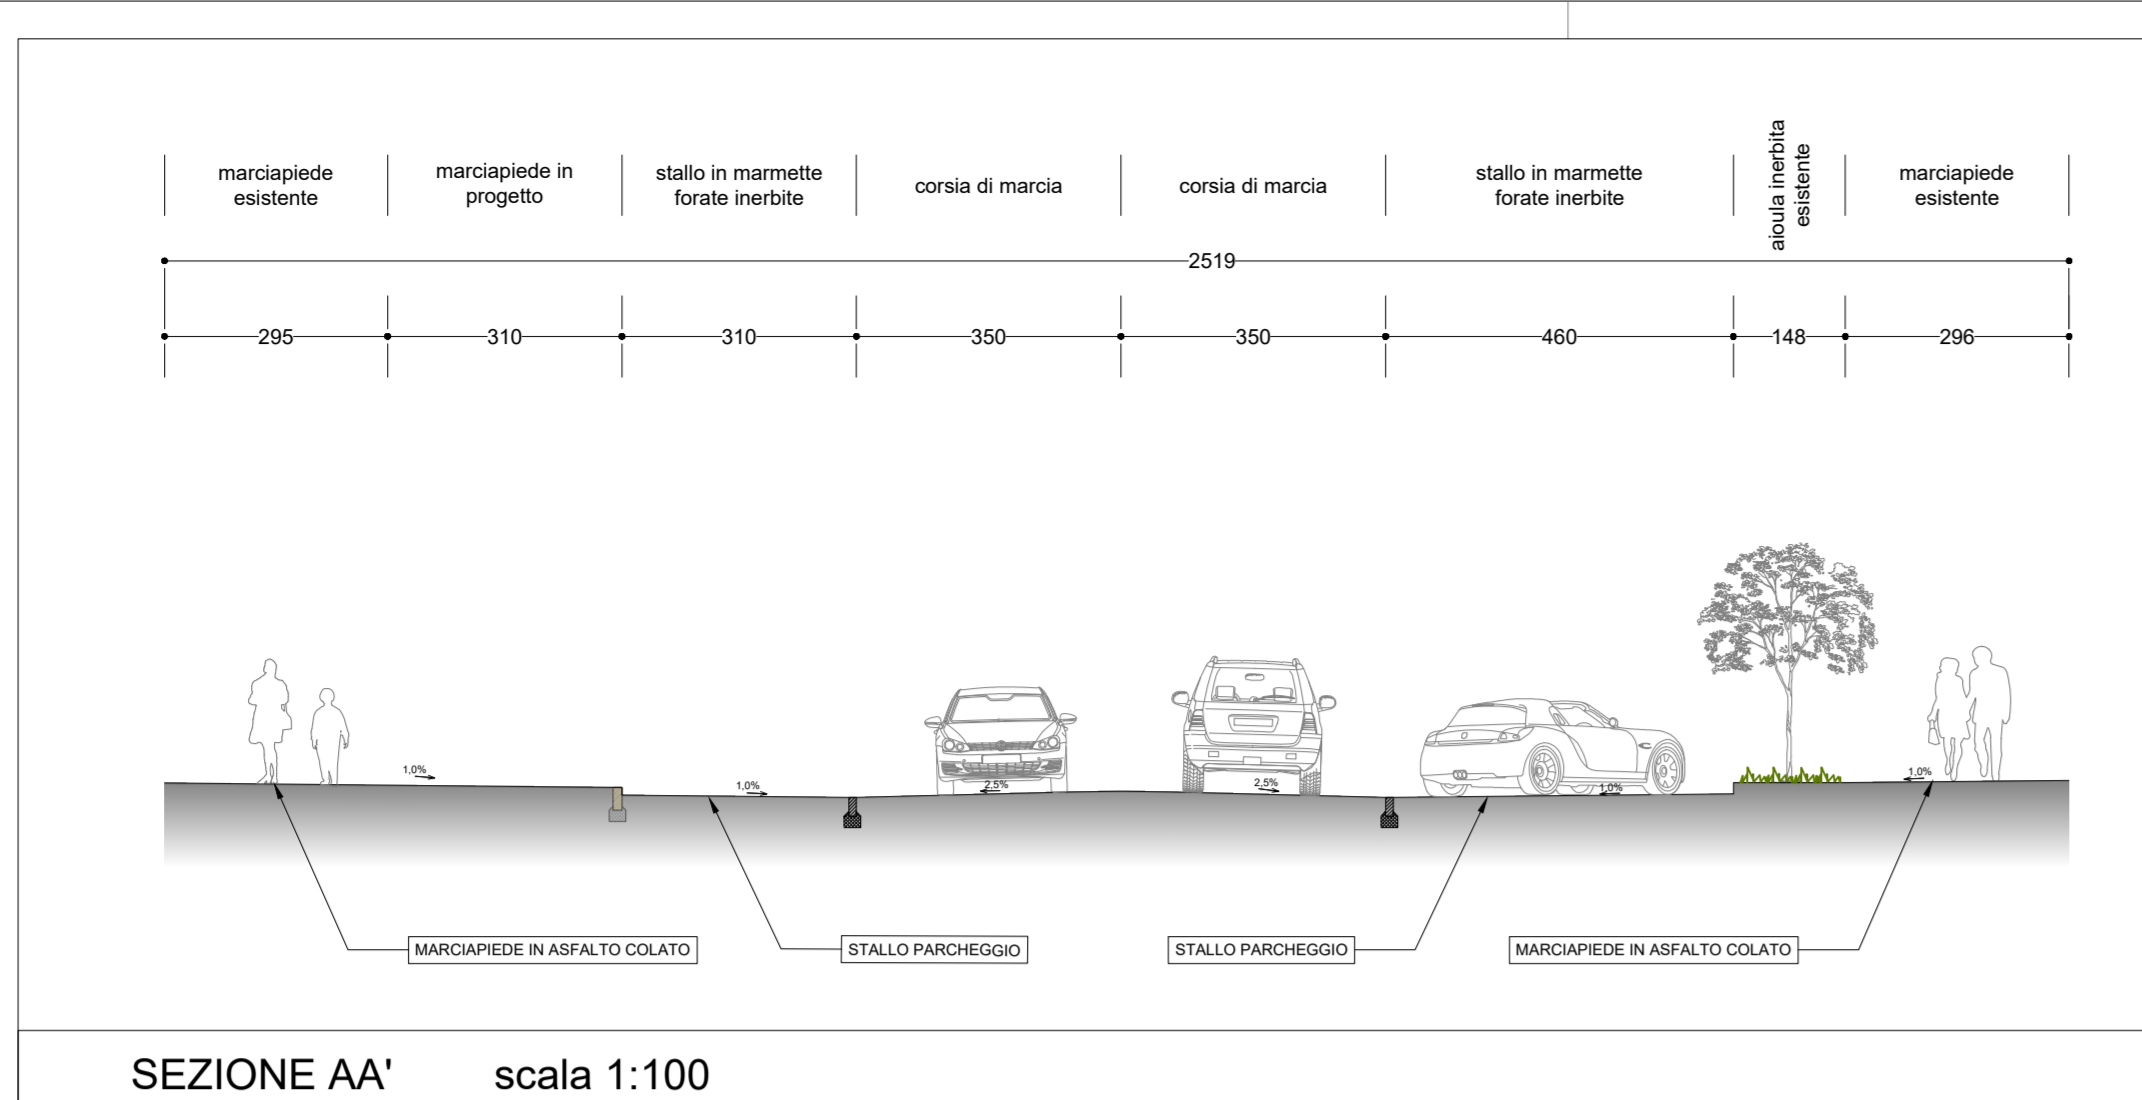 marciapiede
esistente
marciapiede in
progetto
stallo in marmette
forate inerbite
corsia di marcia
corsia di marcia
stallo in marmette
forate inerbite
aioula inerbita
esistente
marciapiede
esistente
2519
295
310
310
350
350
460
148
296
1,0%
1,0%
2,5%
2,5%
1,0%
1,0%
MARCIAPIEDE IN ASFALTO COLATO
STALLO PARCHEGGIO
STALLO PARCHEGGIO
MARCIAPIEDE IN ASFALTO COLATO
SEZIONE AA' scala 1:100